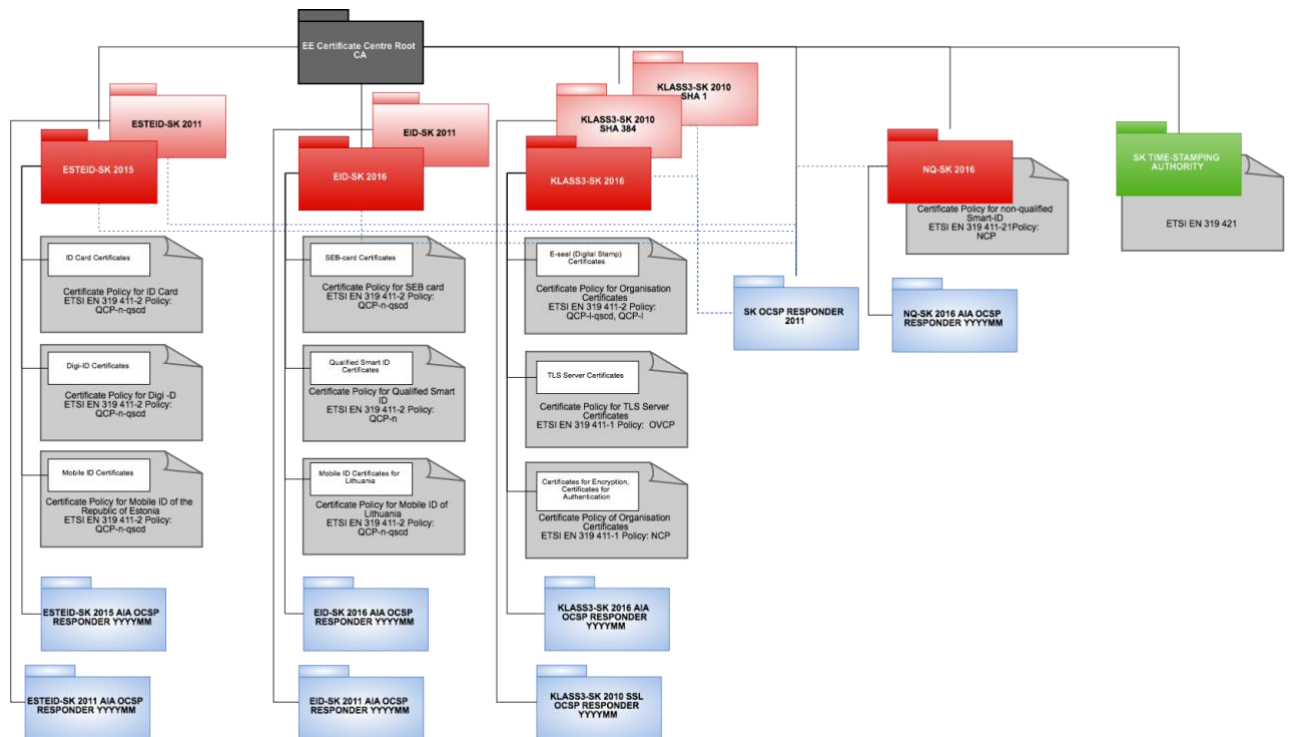 EE Certificate Centre Root
CA
KLASS3-SK 2010
SHA 1
ESTEID-SK 2011
EID-SK 2011
KLASS3-SK 2010
SHA 384
ESTEID-SK 2015
EID-SK 2016
KLASS3-SK 2016
NQ-SK 2016
SK TIME-STAMPING
AUTHORITY
Certificate Policy for non-qualified
Smart-ID
ETSI EN 319 411-21Policy:
NCP
ETSI EN 319 421
ID Card Certificates
Certificate Policy for ID Card
ETSI EN 319 411-2 Policy:
QCP-n-qscd
SEB-card Certificates
Certificate Policy for SEB card
ETSI EN 319 411-2 Policy:
QCP-n-qscd
E-seal (Digital Stamp)
Certificates
Certificate Policy for Organisation
Certificates
ETSI EN 319 411-2 Policy:
QCP-l-qscd, QCP-l
SK OCSP RESPONDER
2011
NQ-SK 2016 AIA OCSP
RESPONDER YYYYMM
Digi-ID Certificates
Certificate Policy for Digi -D
ETSI EN 319 411-2 Policy:
QCP-n-qscd
Qualified Smart ID
Certificates
Certificate Policy for Qualified Smart
ID
ETSI EN 319 411-2 Policy:
QCP-n
TLS Server Certificates
Certificate Policy for TLS Server
Certificates
ETSI EN 319 411-1 Policy: OVCP
Mobile ID Certificates
Certificate Policy for Mobile ID of the
Republic of Estonia
ETSI EN 319 411-2 Policy:
QCP-n-qscd
Mobile ID Certificates for
Lithuania
Certificate Policy for Mobile ID of
Lithuania
ETSI EN 319 411-2 Policy:
QCP-n-qscd
Certificates for Encryption,
Certificates for
Authentication
Certificate Policy of Organisation
Certificates
ETSI EN 319 411-1 Policy: NCP
ESTEID-SK 2015 AIA OCSP
RESPONDER YYYYMM
EID-SK 2016 AIA OCSP
RESPONDER YYYYMM
KLASS3-SK 2016 AIA
OCSP RESPONDER
YYYYMM
ESTEID-SK 2011 AIA OCSP
RESPONDER YYYYMM
EID-SK 2011 AIA OCSP
RESPONDER YYYYMM
KLASS3-SK 2010 SSL
OCSP RESPONDER
YYYYMM